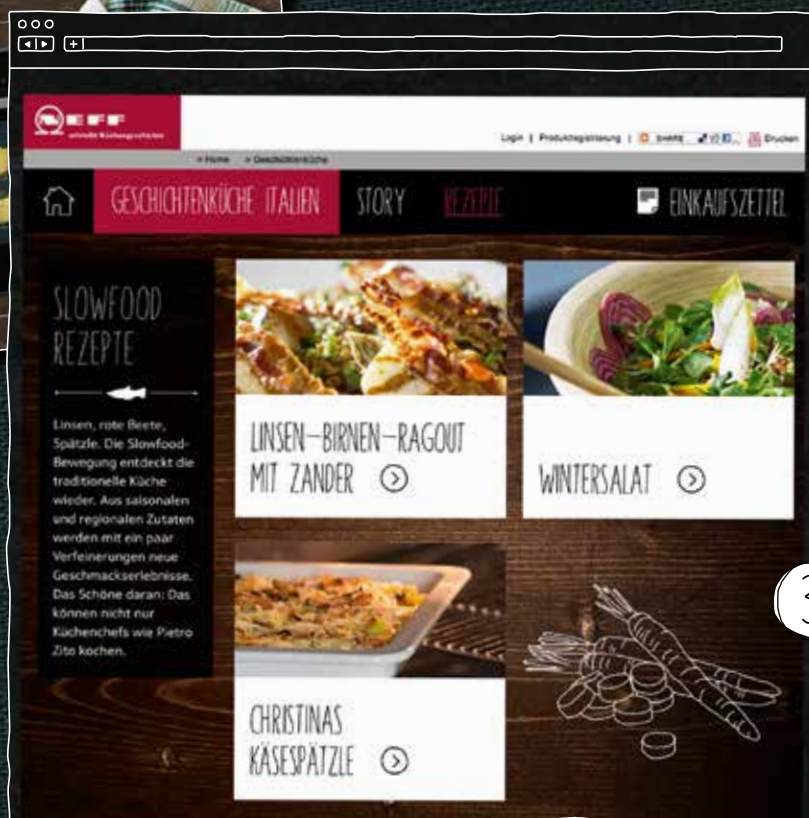 NEFF
Login | Produktregistrierung | SHARE Drucken
» Home » Geschichtenküche
GESCHICHTENKÜCHE ITALIEN STORY REZEPTE EINKAUFSZETTEL
SLOWFOOD
REZEPTE
Linsen, rote Beete,
Spätzle. Die Slowfood-
Bewegung entdeckt die
traditionelle Küche
wieder. Aus saisonalen
und regionalen Zutaten
werden mit ein paar
Verfeinerungen neue
Geschmackserlebnisse.
Das Schöne daran: Das
können nicht nur
Küchenchefs wie Pietro
Zito kochen.
LINSEN-BIRNEN-RAGOUT
MIT ZANDER
WINTERSALAT
CHRISTINAS
KÄSESPÄTZLE
3